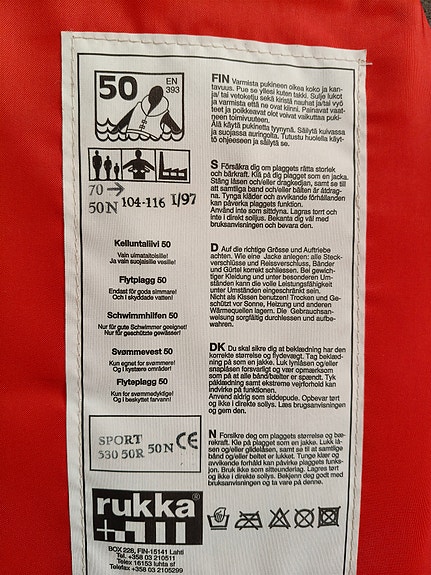 50
EN
393
70 →
50N
104-116
1/97
Kelluntaliivi 50
Vain uimataitoisille!
Ja vain suojaisille vesille!
Flytplagg 50
Endast för goda simmare!
Och i skyddade vatten!
Schwimmhilfen 50
Nur für gute Schwimmer geeignet!
Nur für geschützte gewässer!
Svømmevest 50
Kun egnet for svømmere!
Og i kystære områder!
Flyteplagg 50
Kun for svømmedyktige!
Og i beskyttet farvann!
SPORT
530 50R 50N CE
rukka®
BOX 226, FIN-15141 Lahti
Tel. +358 03 210511
Telex 16153 luhta sf
Telefax +358 03 2105299
FIN Varmista pukineen oikea koko ja kan-
tavuus. Pue se yllesi kuten takki. Sulje lukot
ja/ tai vetoketju sekä kiristä nauhat ja/tai vyö
ja varmista että ne ovat kiinni. Painavat vaat-
teet ja poikkeavat olot voivat vaikuttaa puki-
neen toimivuuteen.
Älä käytä pukinetta tyynynä. Säilytä kuivassa
ja suojassa auringolta. Tutustu huolella käyt-
tö ohjeeseen ja säilytä se.
S Försäkra dig om plaggets rätta storlek
och bärkraft. Klä på dig plagget som en jacka.
Stäng låsen och/eller dragkedjan, samt se till
att samtliga band och/eller bälten är åtdrag-
na. Tynga kläder och avvikande förhållanden
kan påverka plaggets funktion.
Använd inte som sittdyna. Lagras torrt och
inte i direkt solljus. Bekanta dig väl med
bruksanvisningen och bevara den.
D Auf die richtige Grösse und Auftriebe
achten. Wie eine Jacke anlegen: alle Steck-
verschlüsse und Reissverschluss, Bänder
und Gürtel korrekt schliessen. Bei gewich-
tiger Kleidung und unter besonderen Um-
ständen kann die volle Leistungsfähigkeit
unter Umständen eingeschränkt sein.
Nicht als Kissen benutzen! Trocken und Ge-
schützt vor Sonne, Heizung und anderen
Wärmequellen lagern. Die Gebrauchsan-
weisung sorgfältig durchlesen und aufbe-
wahren.
DK Du skal sikre dig at beklædning har den
korrekte størrelse og flydevægt. Tag beklæd-
ning på som en jakke. Luk lynlåsen og/eller
snaplåsen forsvarligt og vær opmærksom
som på at alle bånd/bælter er spændt. Tyk
påklædning samt ekstreme vejrforhold kan
indvirke på funktionen.
Anvend aldrig som siddepude. Opbevar tørt
og ikke i direkte sollys. Læs brugsanvisningen
og gem den.
N Forsikre deg om plaggets størrelse og bæ-
rekraft. Kle på plagget som en jakke. Lukk lå-
sen og/eller glidelåsen, samt se til at samtlige
bånd og/eller beltet er lukket. Tunge klær og
avvikende forhåld kan påvirke plaggets funks-
jon. Bruk ikke som sitteunderlag. Lagres tørt
og ikke i direkte sollys. Bekjenn deg godt med
bruksanvisningen og ta vare på denne.